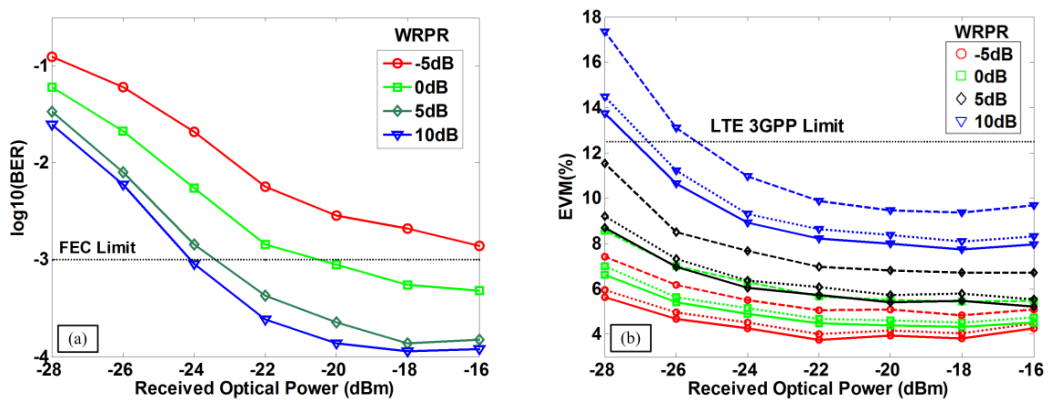 WRPR
-5dB
0dB
5dB
10dB
-1
-2
-3
-4
log10(BER)
FEC Limit
(a)
-28 -26 -24 -22 -20 -18 -16
Received Optical Power (dBm)
18
16
14
12
10
8
6
4
EVM(%)
WRPR
-5dB
0dB
5dB
10dB
LTE 3GPP Limit
(b)
-28 -26 -24 -22 -20 -18 -16
Received Optical Power (dBm)